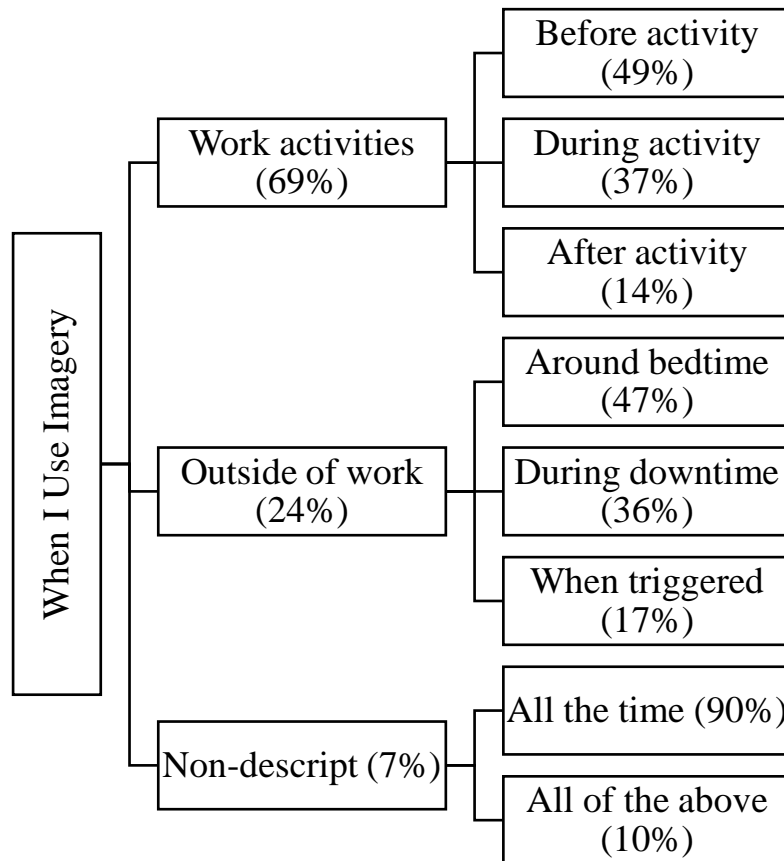 When I Use Imagery
Work activities
(69%)
Before activity
(49%)
During activity
(37%)
After activity
(14%)
Outside of work
(24%)
Around bedtime
(47%)
During downtime
(36%)
When triggered
(17%)
Non-descript (7%)
All the time (90%)
All of the above
(10%)